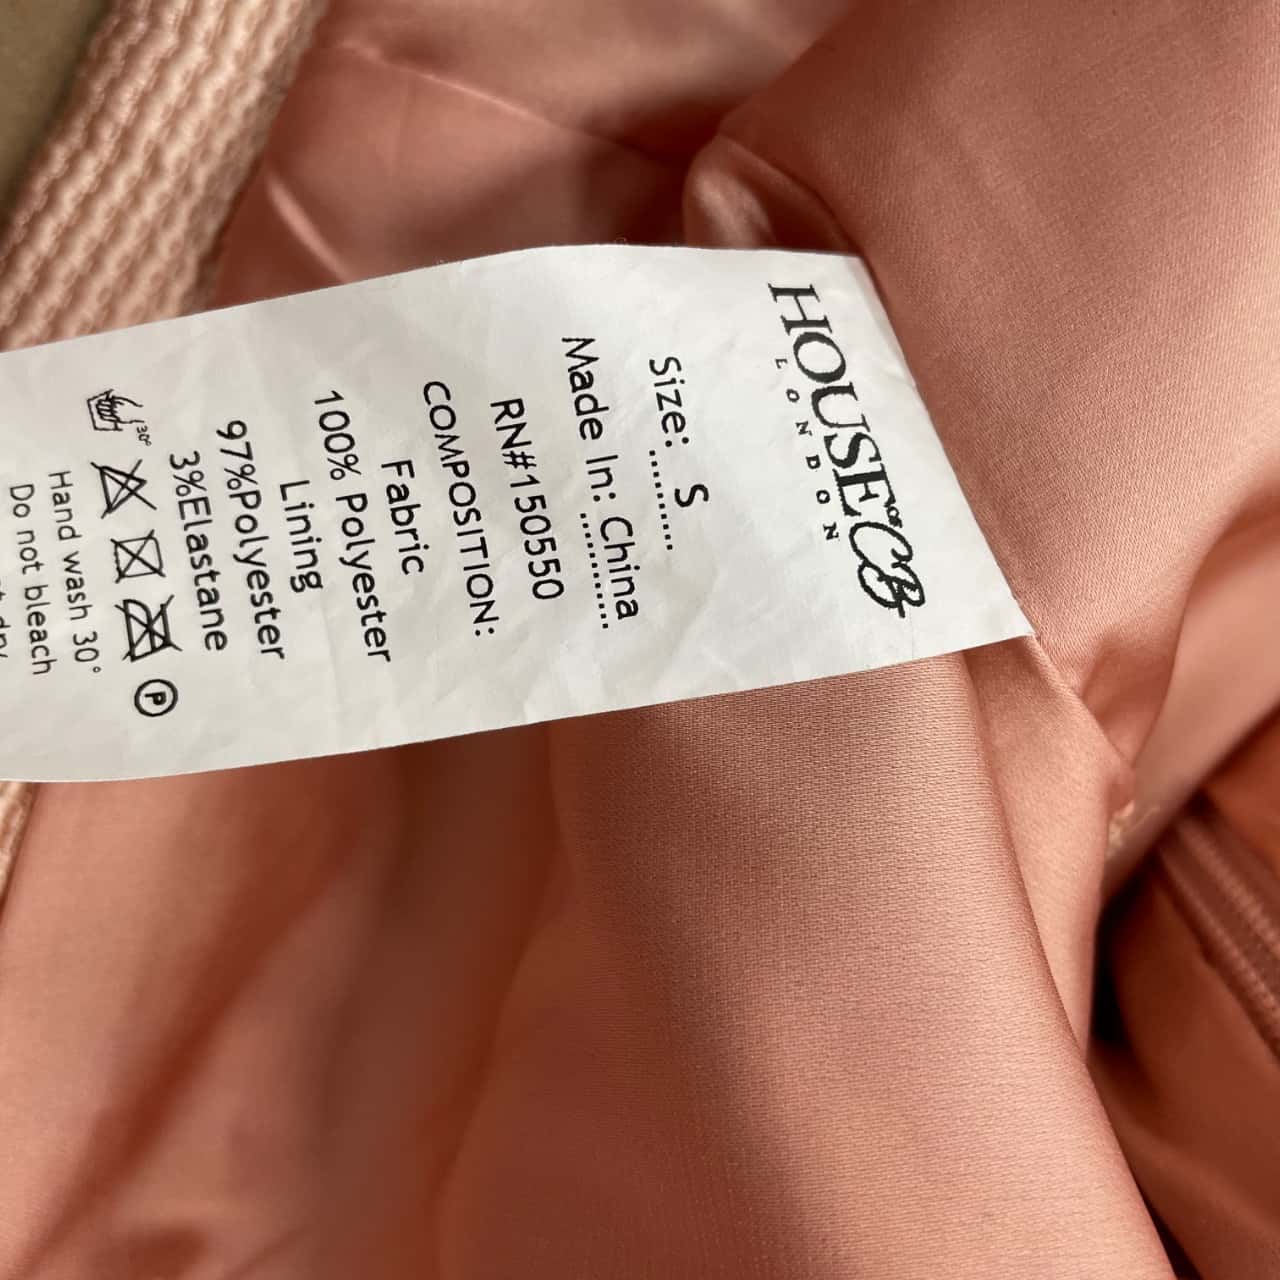 HOUSE OF CB
LONDON
Size: ....S.....
Made In: China
RN#150550
COMPOSITION:
Fabric
100% Polyester
Lining
97%Polyester
3%Elastane
30°
P
Hand wash 30°
Do not bleach